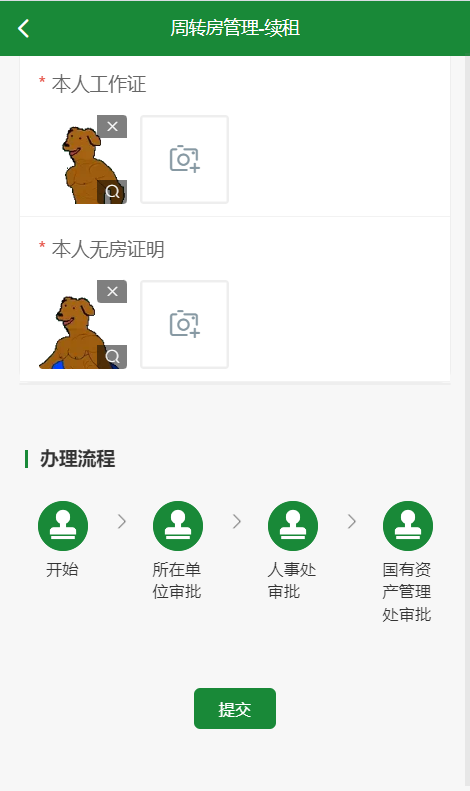 周转房管理-续租
* 本人工作证
* 本人无房证明
办理流程
开始
所在单
位审批
人事处
审批
国有资
产管理
处审批
提交